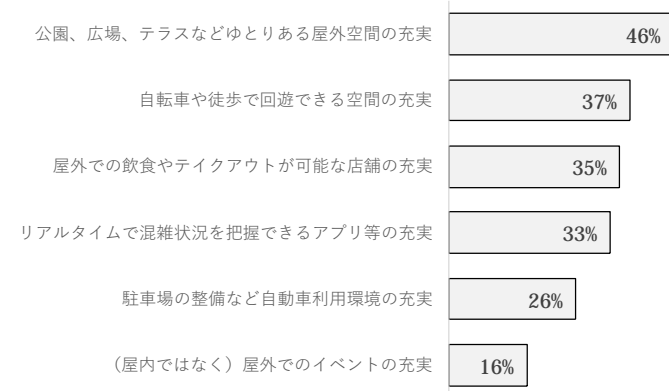 公園、広場、テラスなどゆとりある屋外空間の充実
46%
自転車や徒歩で回遊できる空間の充実
37%
屋外での飲食やテイクアウトが可能な店舗の充実
35%
リアルタイムで混雑状況を把握できるアプリ等の充実
33%
駐車場の整備など自動車利用環境の充実
26%
（屋内ではなく）屋外でのイベントの充実
16%